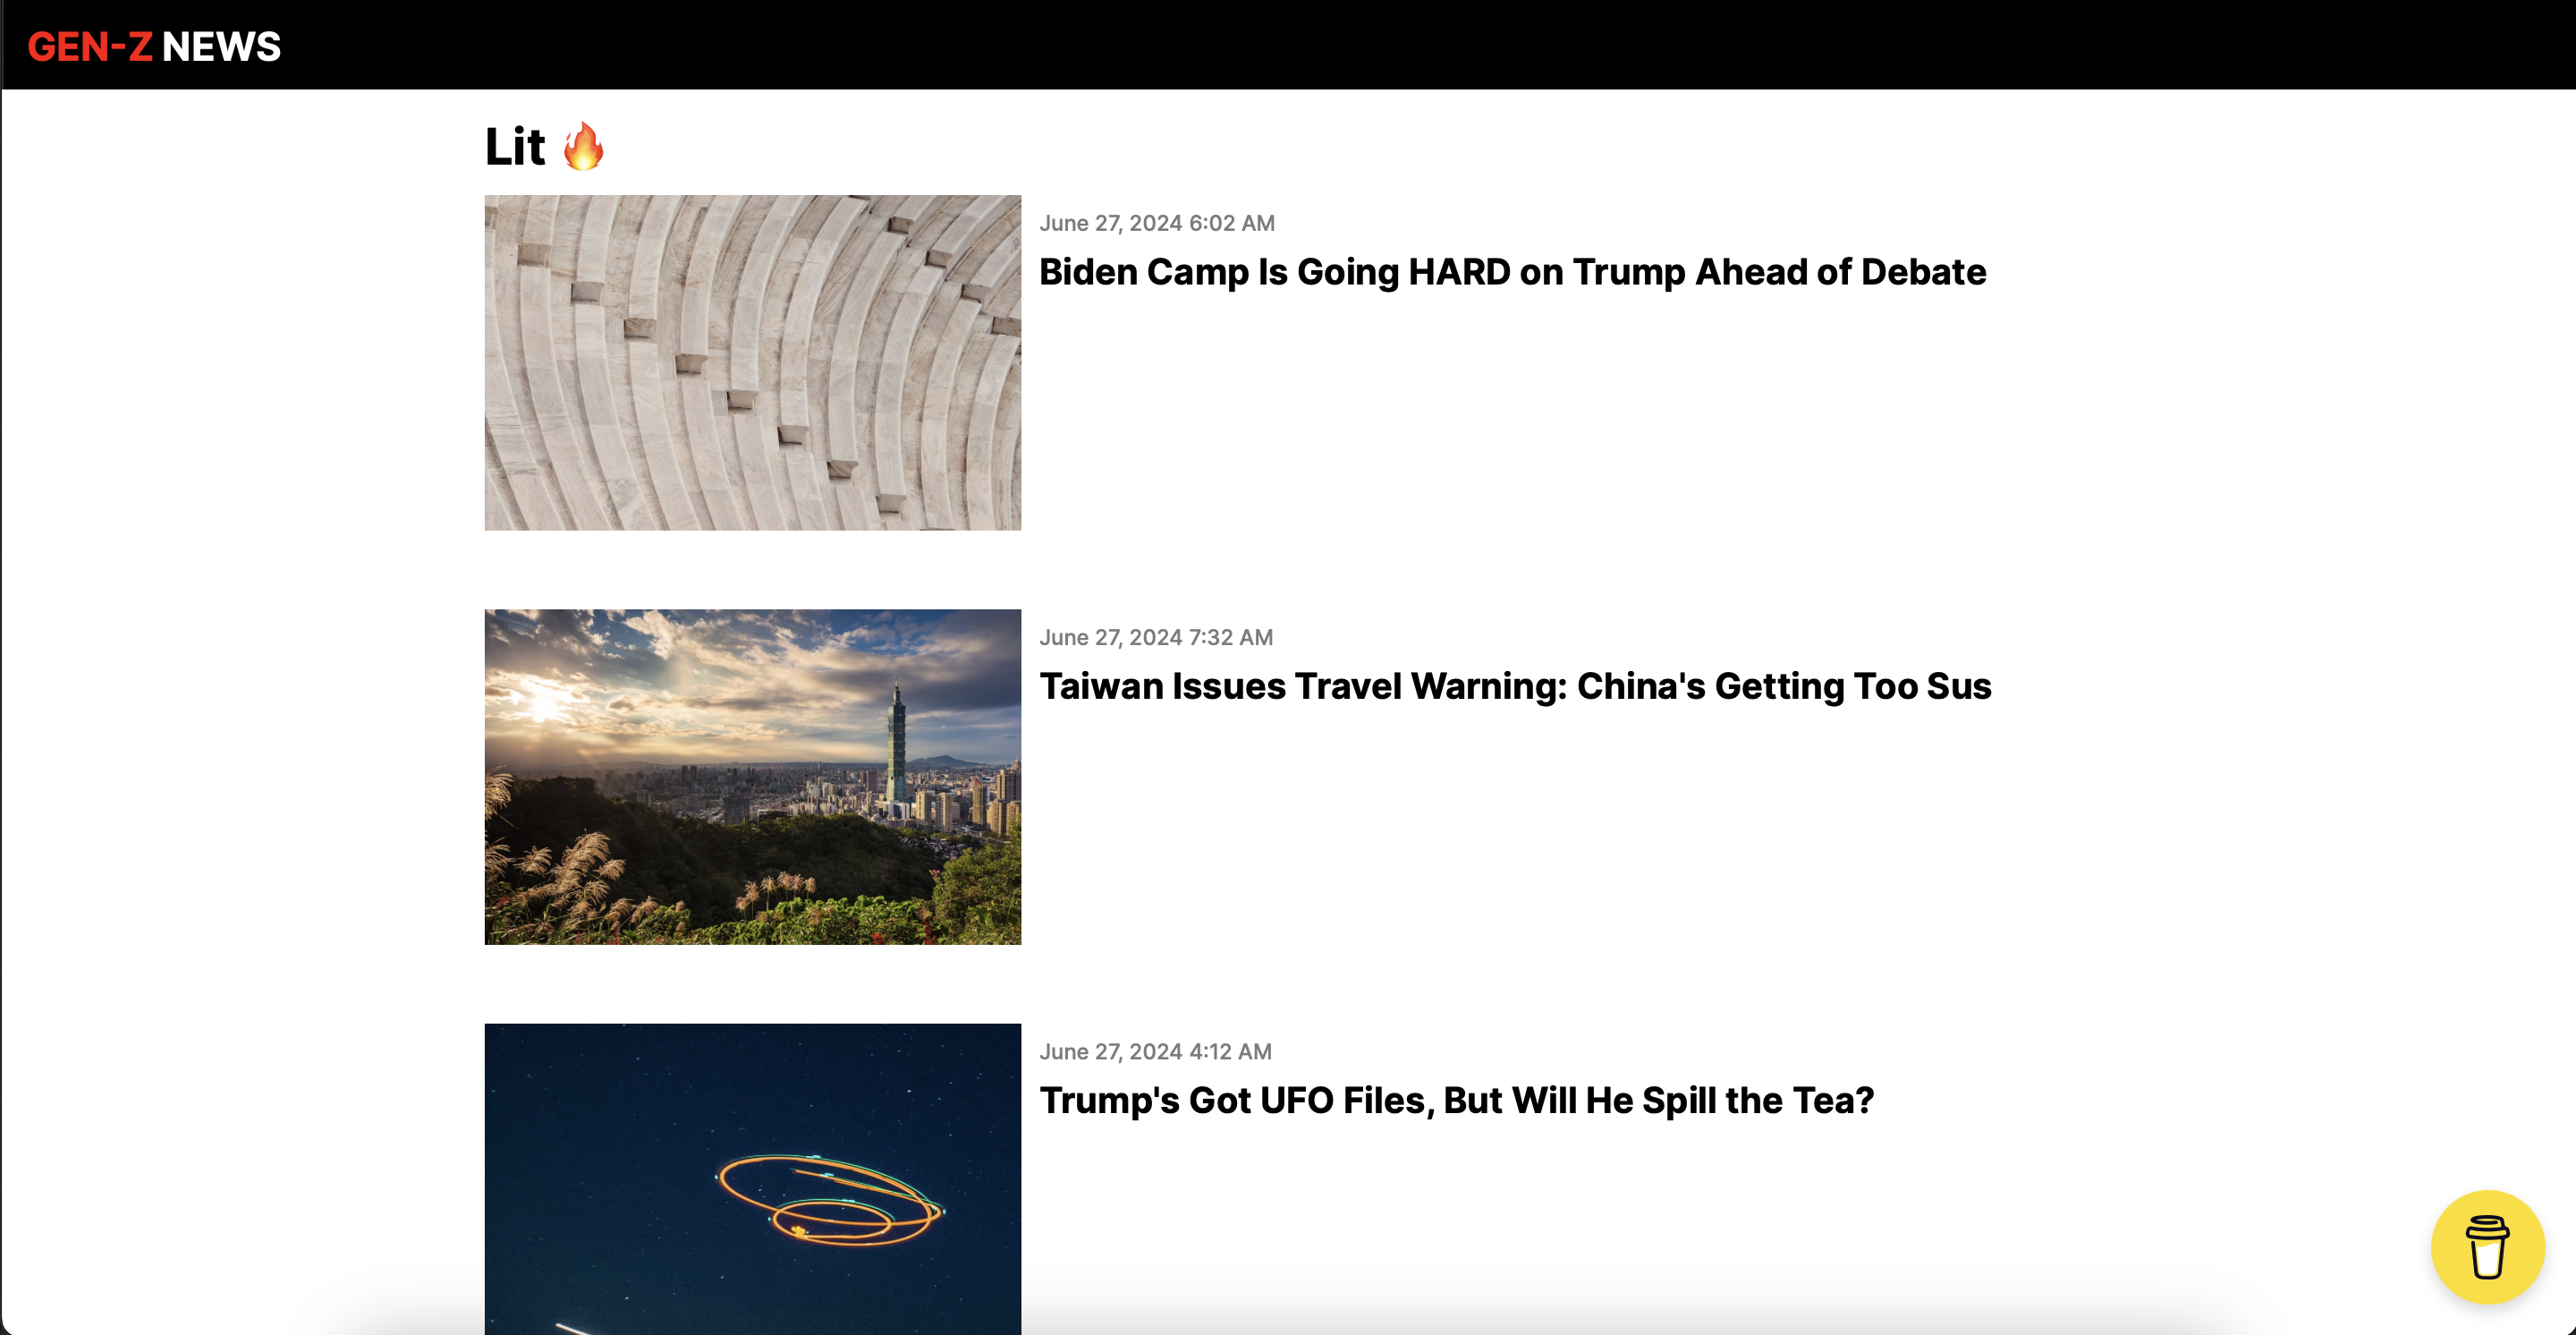 GEN-Z NEWS
Lit 🔥
June 27, 2024 6:02 AM
Biden Camp Is Going HARD on Trump Ahead of Debate
June 27, 2024 7:32 AM
Taiwan Issues Travel Warning: China's Getting Too Sus
June 27, 2024 4:12 AM
Trump's Got UFO Files, But Will He Spill the Tea?